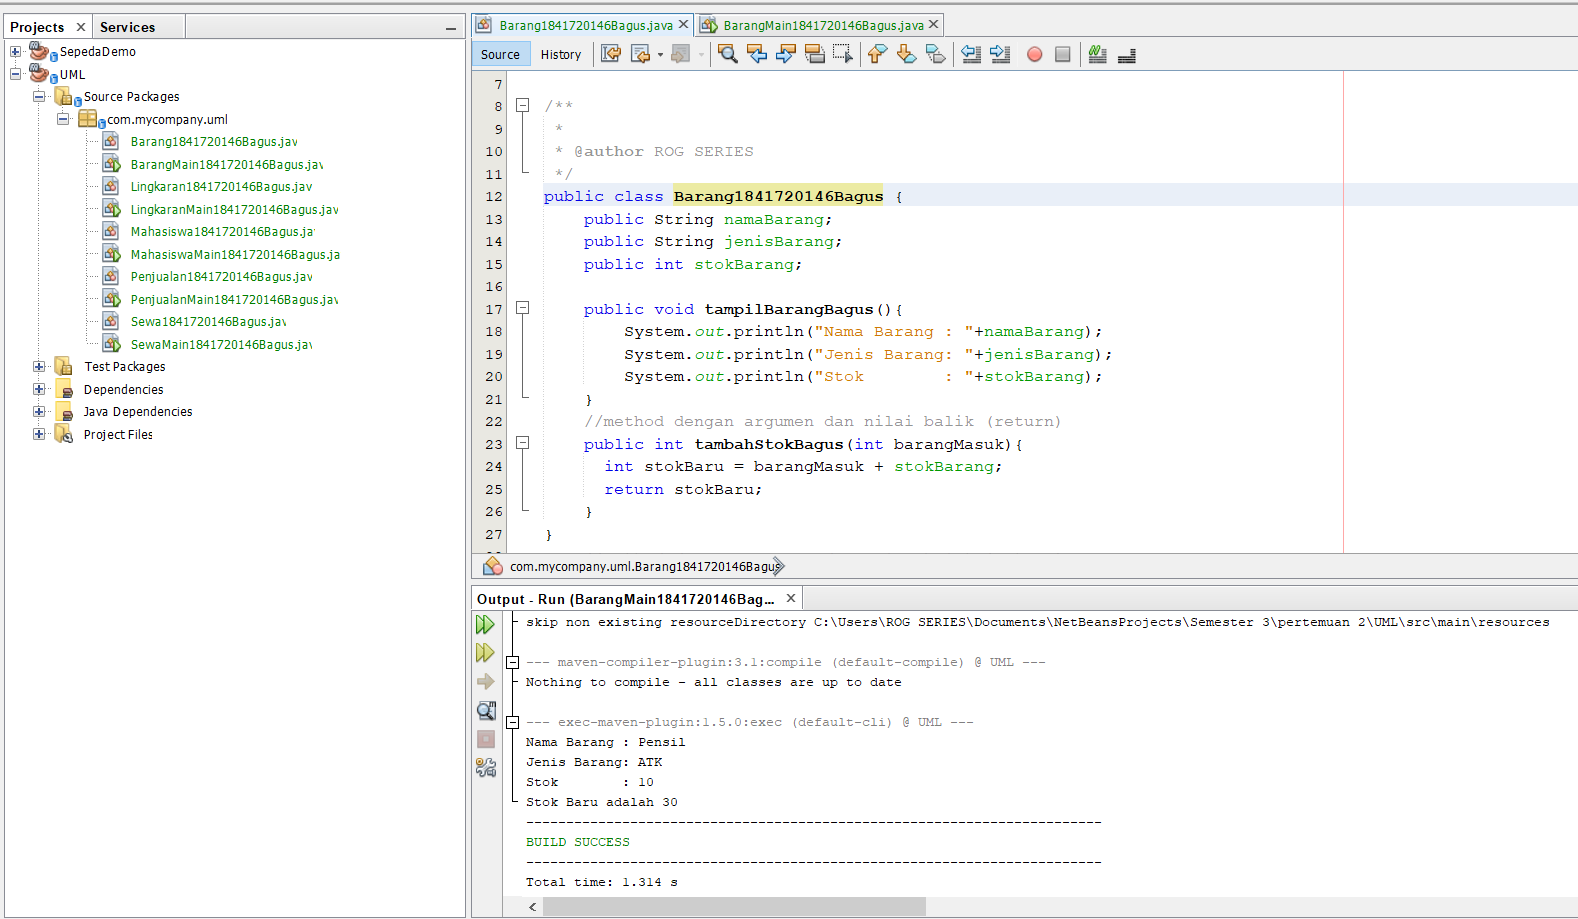 Projects
Services
SepedaDemo
UML
Source Packages
com.mycompany.uml
Barang1841720146Bagus.jav
BarangMain1841720146Bagus.jav
Lingkaran1841720146Bagus.jav
LingkaranMain1841720146Bagus.jav
Mahasiswa1841720146Bagus.ja
MahasiswaMain1841720146Bagus.ja
Penjualan1841720146Bagus.jav
PenjualanMain1841720146Bagus.jav
Sewa1841720146Bagus.jav
SewaMain1841720146Bagus.jav
Test Packages
Dependencies
Java Dependencies
Project Files
Barang1841720146Bagus.java
BarangMain1841720146Bagus.java
Source History
7
8 /**
9 *
10 * @author ROG SERIES
11 */
12 public class Barang1841720146Bagus {
13 public String namaBarang;
14 public String jenisBarang;
15 public int stokBarang;
16
17 public void tampilBarangBagus(){
18 System.out.println("Nama Barang : "+namaBarang);
19 System.out.println("Jenis Barang: "+jenisBarang);
20 System.out.println("Stok        : "+stokBarang);
21 }
22 //method dengan argumen dan nilai balik (return)
23 public int tambahStokBagus(int barangMasuk){
24 int stokBaru = barangMasuk + stokBarang;
25 return stokBaru;
26 }
27 }
com.mycompany.uml.Barang1841720146Bagus
Output - Run (BarangMain1841720146Bag...
skip non existing resourceDirectory C:\Users\ROG SERIES\Documents\NetBeansProjects\Semester 3\pertemuan 2\UML\src\main\resources
--- maven-compiler-plugin:3.1:compile (default-compile) @ UML ---
Nothing to compile - all classes are up to date
--- exec-maven-plugin:1.5.0:exec (default-cli) @ UML ---
Nama Barang : Pensil
Jenis Barang: ATK
Stok        : 10
Stok Baru adalah 30
------------------------------------------------------------------------
BUILD SUCCESS
------------------------------------------------------------------------
Total time: 1.314 s